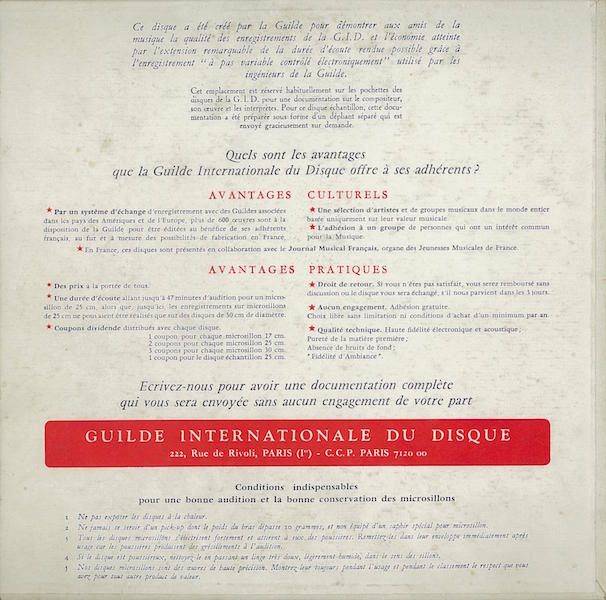 Ce disque a été créé par la Guilde pour démontrer aux amis de la
musique la qualité des enregistrements de la G.I.D. et l'économie atteinte
par l'extension remarquable de la durée d'écoute rendue possible grâce à
l'enregistrement "à pas variable contrôlé électroniquement" utilisé par les
ingénieurs de la Guilde.
Cet emplacement est réservé habituellement sur les pochettes des
disques de la G.I.D. pour une documentation sur le compositeur,
son œuvre et les interprètes. Pour ce disque échantillon, cette docu-
mentation a été préparée sous forme d'un dépliant séparé qui est
envoyé gracieusement sur demande.
Quels sont les avantages
que la Guilde Internationale du Disque offre à ses adhérents ?
AVANTAGES CULTURELS
★ Par un système d'échange d'enregistrement avec des Guildes associées
dans les pays des Amériques et de l'Europe, plus de 600 œuvres sont à la
disposition de la Guilde pour être éditées au bénéfice de ses adhérents
français, au fur et à mesure des possibilités de fabrication en France.
★ Une sélection d'artistes et de groupes musicaux dans le monde entier
basée uniquement sur leur valeur musicale.
★ L'adhésion à un groupe de personnes qui ont un intérêt commun
pour la Musique.
★ En France, ces disques sont présentés en collaboration avec le Journal Musical Français, organe des Jeunesses Musicales de France.
AVANTAGES PRATIQUES
★ Des prix à la portée de tous.
★ Une durée d'écoute allant jusqu'à 47 minutes d'audition pour un micro-
sillon de 25 cm, alors que, jusqu'ici, les enregistrements sur microsillons
de 25 cm ne pouvaient être réalisés que sur des disques de 30 cm de diamètre.
★ Coupons dividende distribués avec chaque disque.
1 coupon pour chaque microsillon 17 cm.
2 coupons pour chaque microsillon 25 cm.
3 coupons pour chaque microsillon 30 cm.
1 coupon pour le disque échantillon 25 cm.
★ Droit de retour. Si vous n'êtes pas satisfait, vous serez remboursé sans
discussion ou le disque vous sera échangé, s'il nous parvient dans les 3 jours.
★ Aucun engagement. Adhésion gratuite.
Choix libre sans limitation ni conditions d'achat d'un minimum par an.
★ Qualité technique. Haute fidélité électronique et acoustique ;
Pureté de la matière première ;
Absence de bruits de fond ;
"Fidélité d'Ambiance".
Ecrivez-nous pour avoir une documentation complète
qui vous sera envoyée sans aucun engagement de votre part
GUILDE INTERNATIONALE DU DISQUE
222, Rue de Rivoli, PARIS (Ier) - C.C.P. PARIS 7120 00
Conditions indispensables
pour une bonne audition et la bonne conservation des microsillons
1 Ne pas exposer les disques à la chaleur.
2 Ne jamais se servir d'un pick-up dont le poids du bras dépasse 10 grammes, et non équipé d'un saphir spécial pour microsillon.
3 Tous les disques microsillons s'électrisent fortement et attirent à eux des poussières. Remettez-les dans leur enveloppe immédiatement après
usage car les poussières produisent des grésillements à l'audition.
4 Si le disque est poussiéreux, nettoyez-le en passant un linge très doux, légèrement humide, dans le sens des sillons.
5 Nos disques microsillons sont des œuvres de haute précision. Montrez-leur toujours pendant l'usage et pendant le classement le respect que vous
avez pour tout autre produit de valeur.